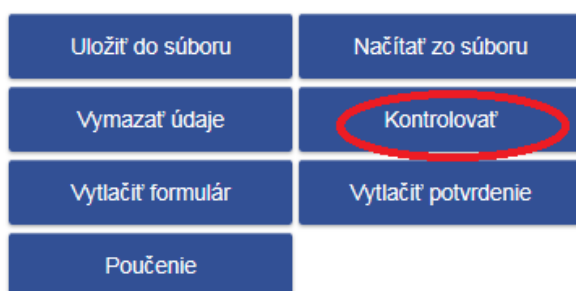 Uložiť do súboru
Načítať zo súboru
Vymazať údaje
Kontrolovať
Vytlačiť formulár
Vytlačiť potvrdenie
Poučenie